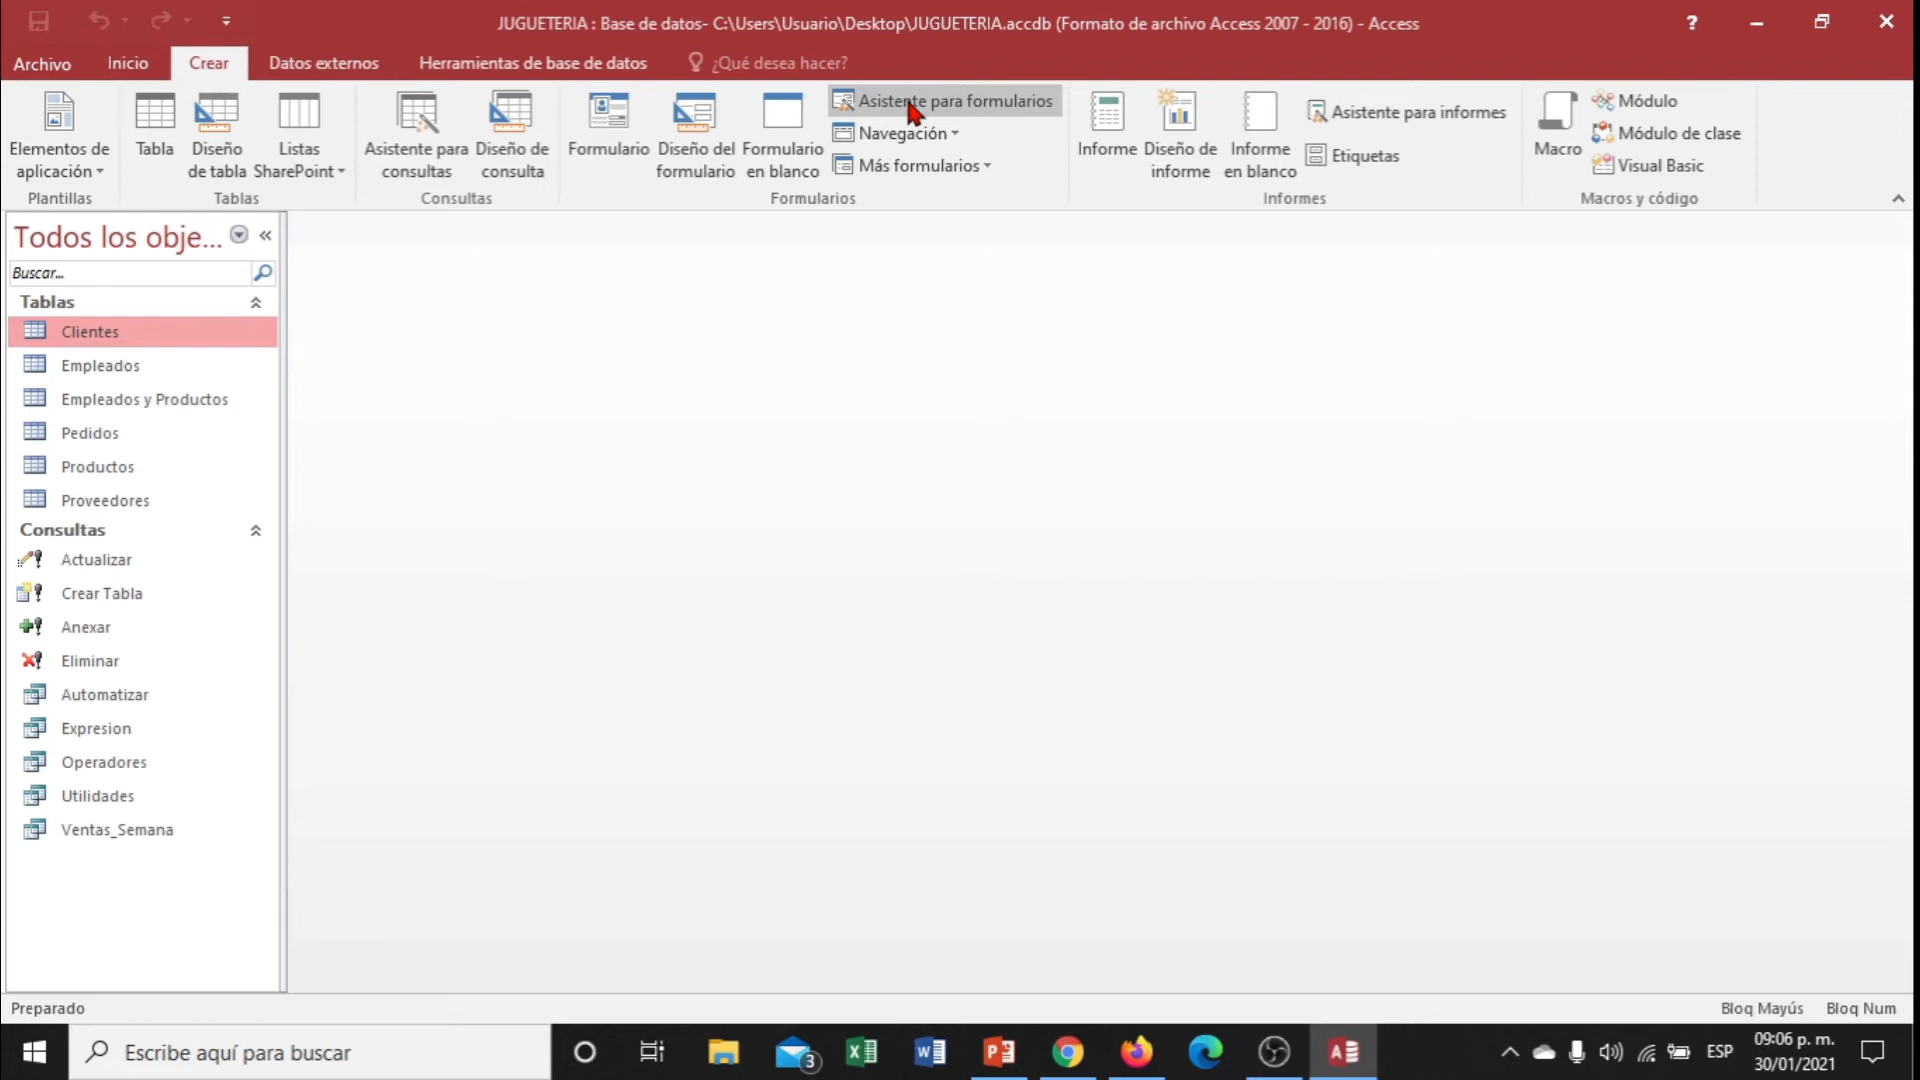 JUGUETERIA : Base de datos- C:\Users\Usuario\Desktop\JUGUETERIA.accdb (Formato de archivo Access 2007 - 2016) - Access
?
Archivo Inicio Crear Datos externos Herramientas de base de datos ¿Qué desea hacer?
Elementos de aplicación
Plantillas
Tabla
Diseño de tabla
Listas SharePoint
Tablas
Asistente para consultas
Diseño de consulta
Consultas
Formulario
Diseño del formulario
Formulario en blanco
Asistente para formularios
Navegación
Más formularios
Formularios
Informe
Diseño de informe
Informe en blanco
Asistente para informes
Etiquetas
Informes
Macro
Módulo
Módulo de clase
Visual Basic
Macros y código
Todos los obje...
Buscar...
Tablas
Clientes
Empleados
Empleados y Productos
Pedidos
Productos
Proveedores
Consultas
Actualizar
Crear Tabla
Anexar
Eliminar
Automatizar
Expresion
Operadores
Utilidades
Ventas_Semana
Preparado
Bloq Mayús Bloq Num
Escribe aquí para buscar
3
ESP
09:06 p. m.
30/01/2021